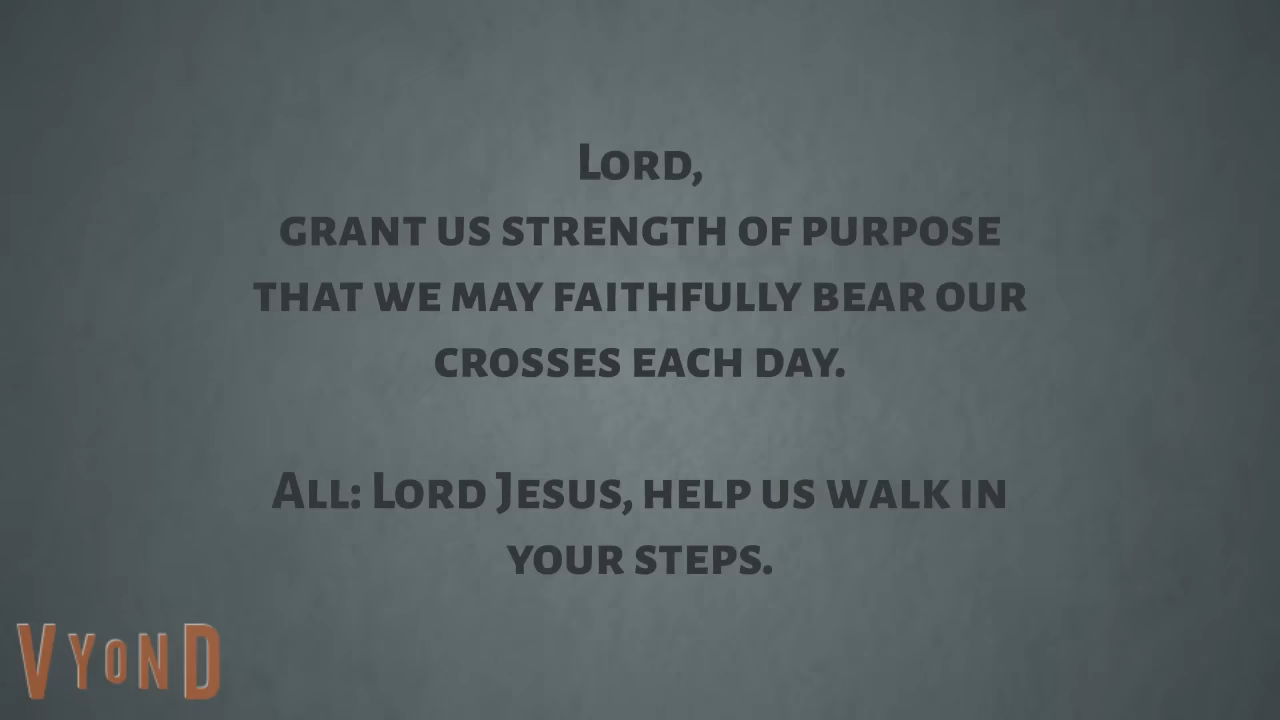 Lord,
grant us strength of purpose
that we may faithfully bear our
crosses each day.
All: Lord Jesus, help us walk in
your steps.
VYOND